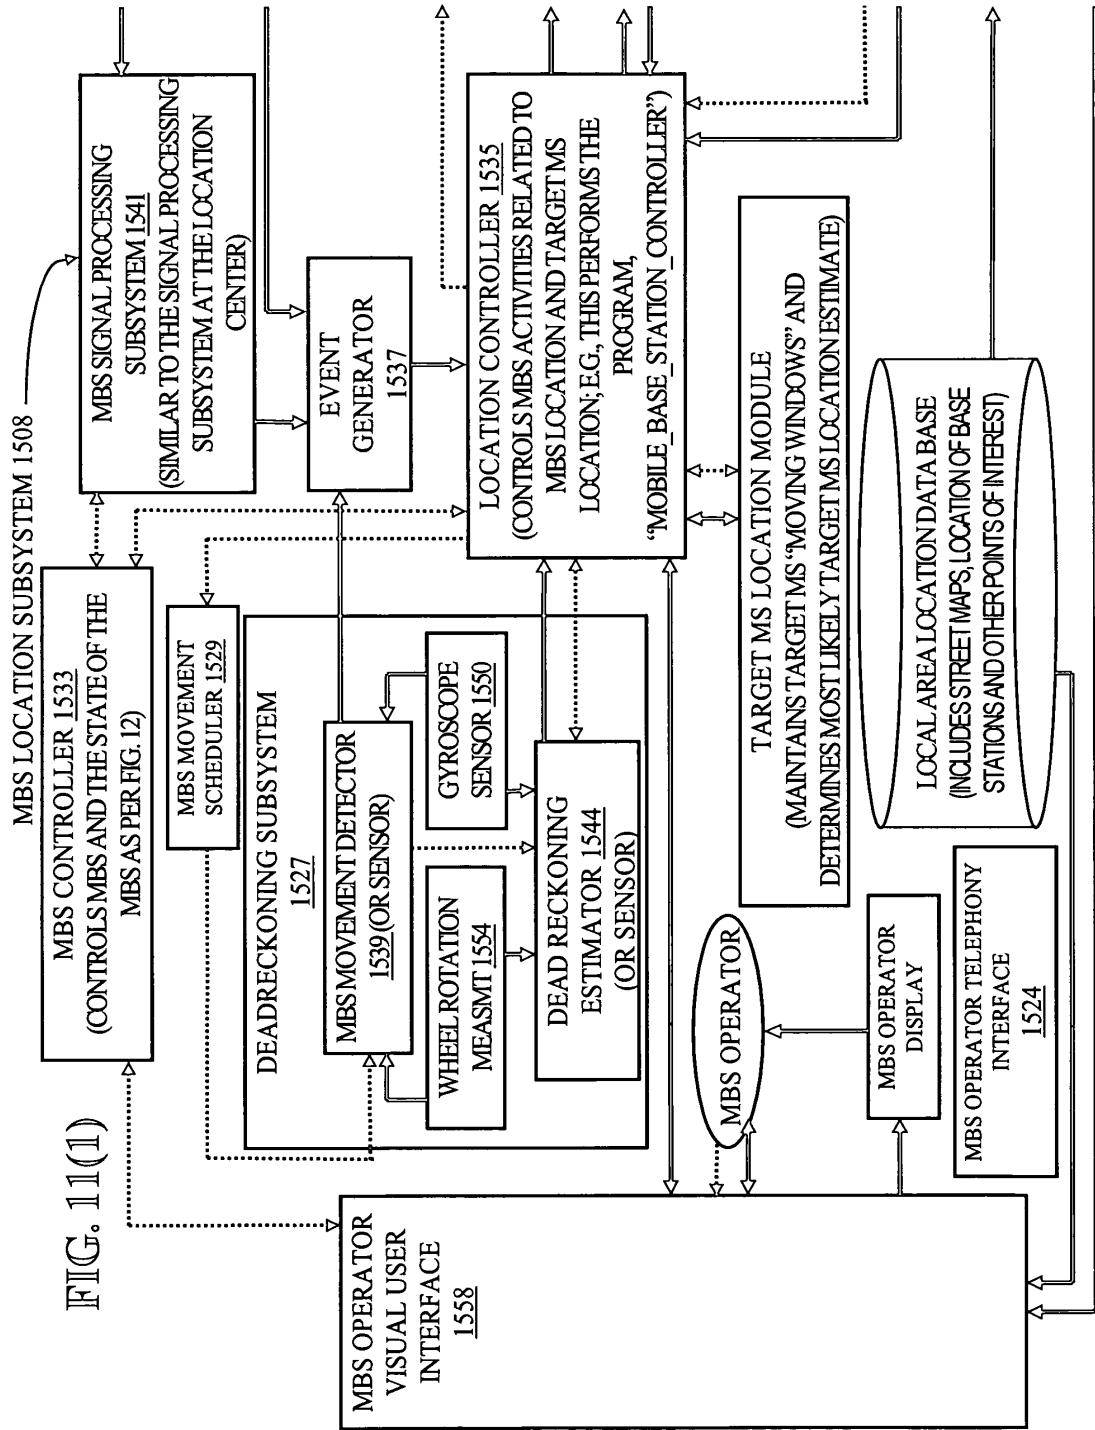 FIG. 11(1)
MBS LOCATION SUBSYSTEM 1508
MBS OPERATOR
VISUAL USER
INTERFACE
1558
MBS CONTROLLER 1533
(CONTROLS MBS AND THE STATE OF THE
MBS AS PER FIG. 12)
MBS SIGNAL PROCESSING
SUBSYSTEM 1541
(SIMILAR TO THE SIGNAL PROCESSING
SUBSYSTEM AT THE LOCATION
CENTER)
MBS MOVEMENT
SCHEDULER 1529
DEADRECKONING SUBSYSTEM
1527
MBS MOVEMENT DETECTOR
1539 (OR SENSOR)
WHEEL ROTATION
MEASMT 1554
GYROSCOPE
SENSOR 1550
DEAD RECKONING
ESTIMATOR 1544
(OR SENSOR)
EVENT
GENERATOR
1537
LOCATION CONTROLLER 1535
(CONTROLS MBS ACTIVITIES RELATED TO
MBS LOCATION AND TARGET MS
LOCATION; E.G., THIS PERFORMS THE
PROGRAM,
“MOBILE_BASE_STATION_CONTROLLER”)
MBS OPERATOR
MBS OPERATOR
DISPLAY
MBS OPERATOR TELEPHONY
INTERFACE
1524
TARGET MS LOCATION MODULE
(MAINTAINS TARGET MS “MOVING WINDOWS” AND
DETERMINES MOST LIKELY TARGET MS LOCATION ESTIMATE)
LOCAL AREA LOCATION DATA BASE
(INCLUDES STREET MAPS, LOCATION OF BASE
STATIONS AND OTHER POINTS OF INTEREST)